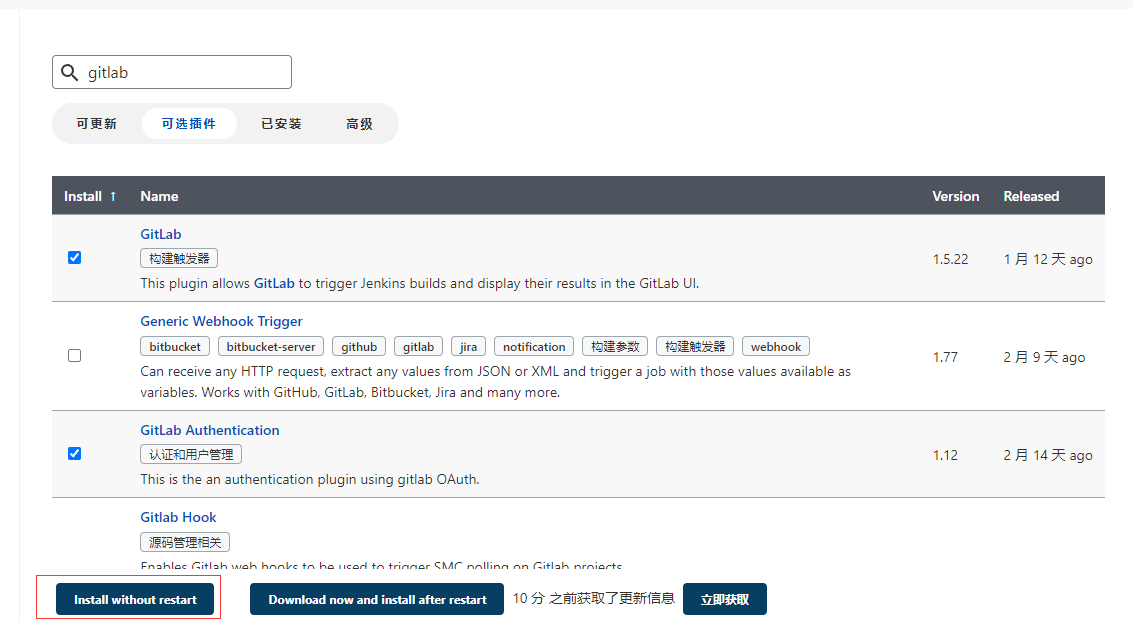 gitlab
可更新 可选插件 已安装 高级
Install ↑ Name Version Released
GitLab
构建触发器
1.5.22 1 月 12 天 ago
This plugin allows GitLab to trigger Jenkins builds and display their results in the GitLab UI.
Generic Webhook Trigger
bitbucket bitbucket-server github gitlab jira notification 构建参数 构建触发器 webhook
1.77 2 月 9 天 ago
Can receive any HTTP request, extract any values from JSON or XML and trigger a job with those values available as
variables. Works with GitHub, GitLab, Bitbucket, Jira and many more.
GitLab Authentication
认证和用户管理
1.12 2 月 14 天 ago
This is the an authentication plugin using gitlab OAuth.
Gitlab Hook
源码管理相关
Enables Gitlab web hooks to be used to trigger SMC polling on Gitlab projects
Install without restart Download now and install after restart 10 分 之前获取了更新信息 立即获取